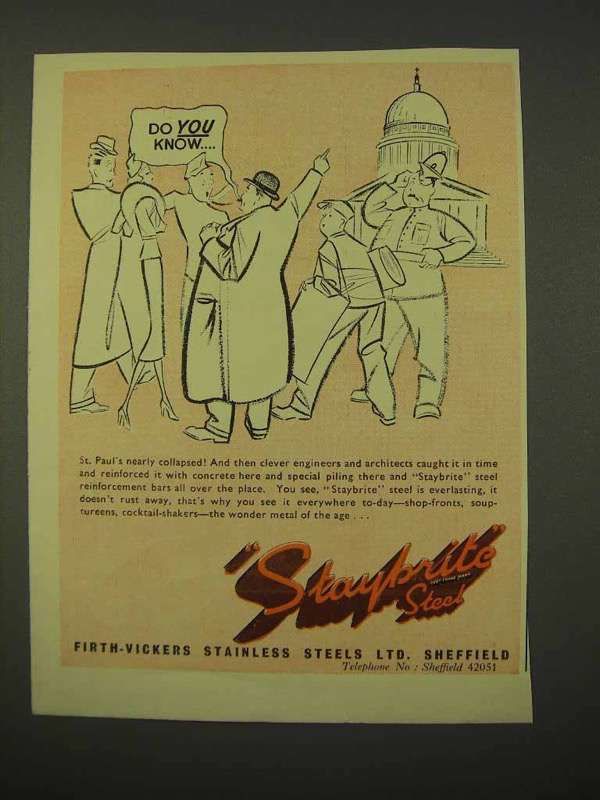 DO YOU
KNOW....
St. Paul's nearly collapsed! And then clever engineers and architects caught it in time
and reinforced it with concrete here and special piling there and "Staybrite" steel
reinforcement bars all over the place. You see, "Staybrite" steel is everlasting, it
doesn't rust away, that's why you see it everywhere to-day—shop-fronts, soup-
tureens, cocktail-shakers—the wonder metal of the age . . .
"Staybrite"
Steel
FIRTH-VICKERS STAINLESS STEELS LTD. SHEFFIELD
Telephone No : Sheffield 42051